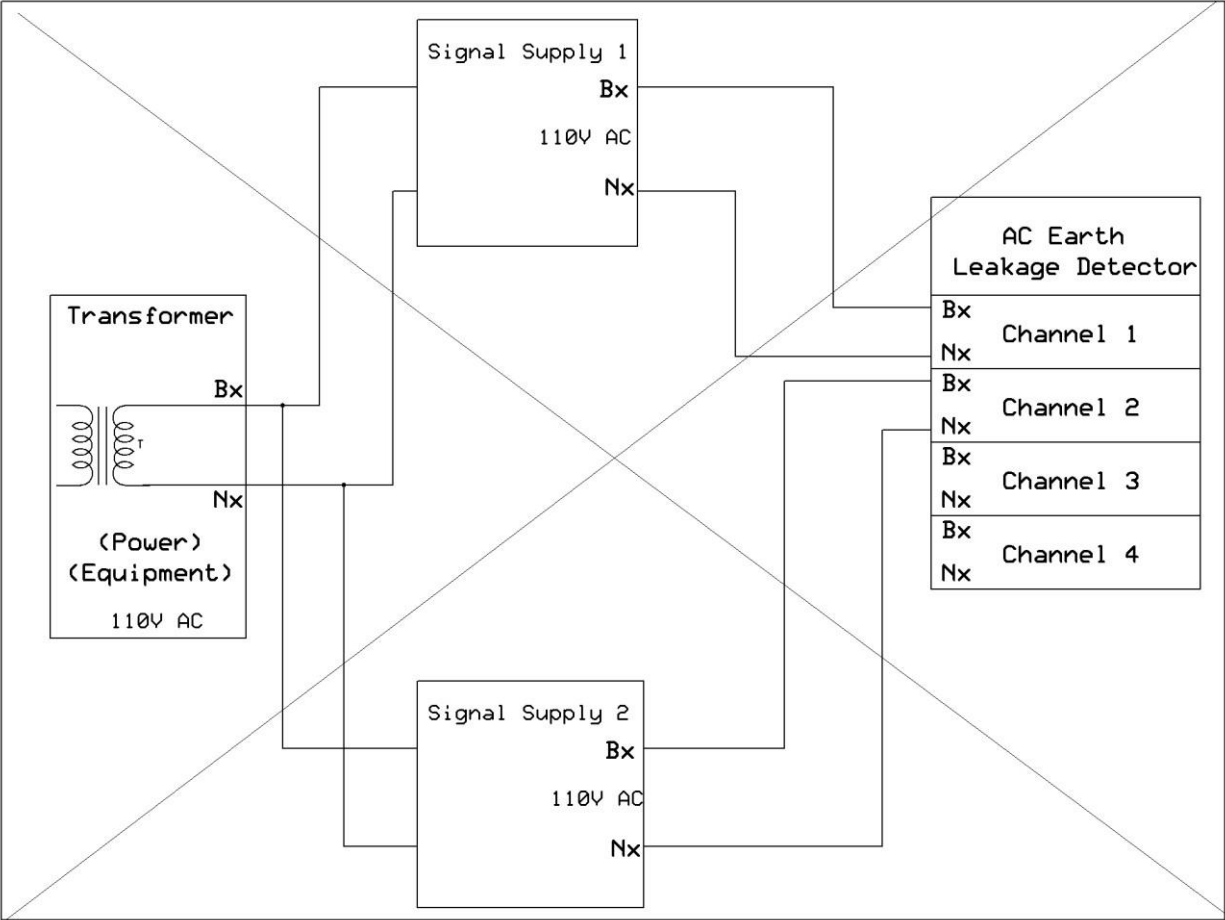 Signal Supply 1
Bx
110V AC
Nx
AC Earth
Leakage Detector
Bx
Channel 1
Nx
Bx
Channel 2
Nx
Bx
Channel 3
Nx
Bx
Channel 4
Nx
Transformer
Bx
T
Nx
(Power)
(Equipment)
110V AC
Signal Supply 2
Bx
110V AC
Nx